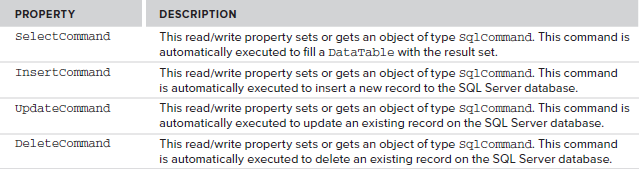 PROPERTY DESCRIPTION
SelectCommand This read/write property sets or gets an object of type SqlCommand. This command is
automatically executed to fill a DataTable with the result set.
InsertCommand This read/write property sets or gets an object of type SqlCommand. This command
is automatically executed to insert a new record to the SQL Server database.
UpdateCommand This read/write property sets or gets an object of type SqlCommand. This command is
automatically executed to update an existing record on the SQL Server database.
DeleteCommand This read/write property sets or gets an object of type SqlCommand. This command
is automatically executed to delete an existing record on the SQL Server database.